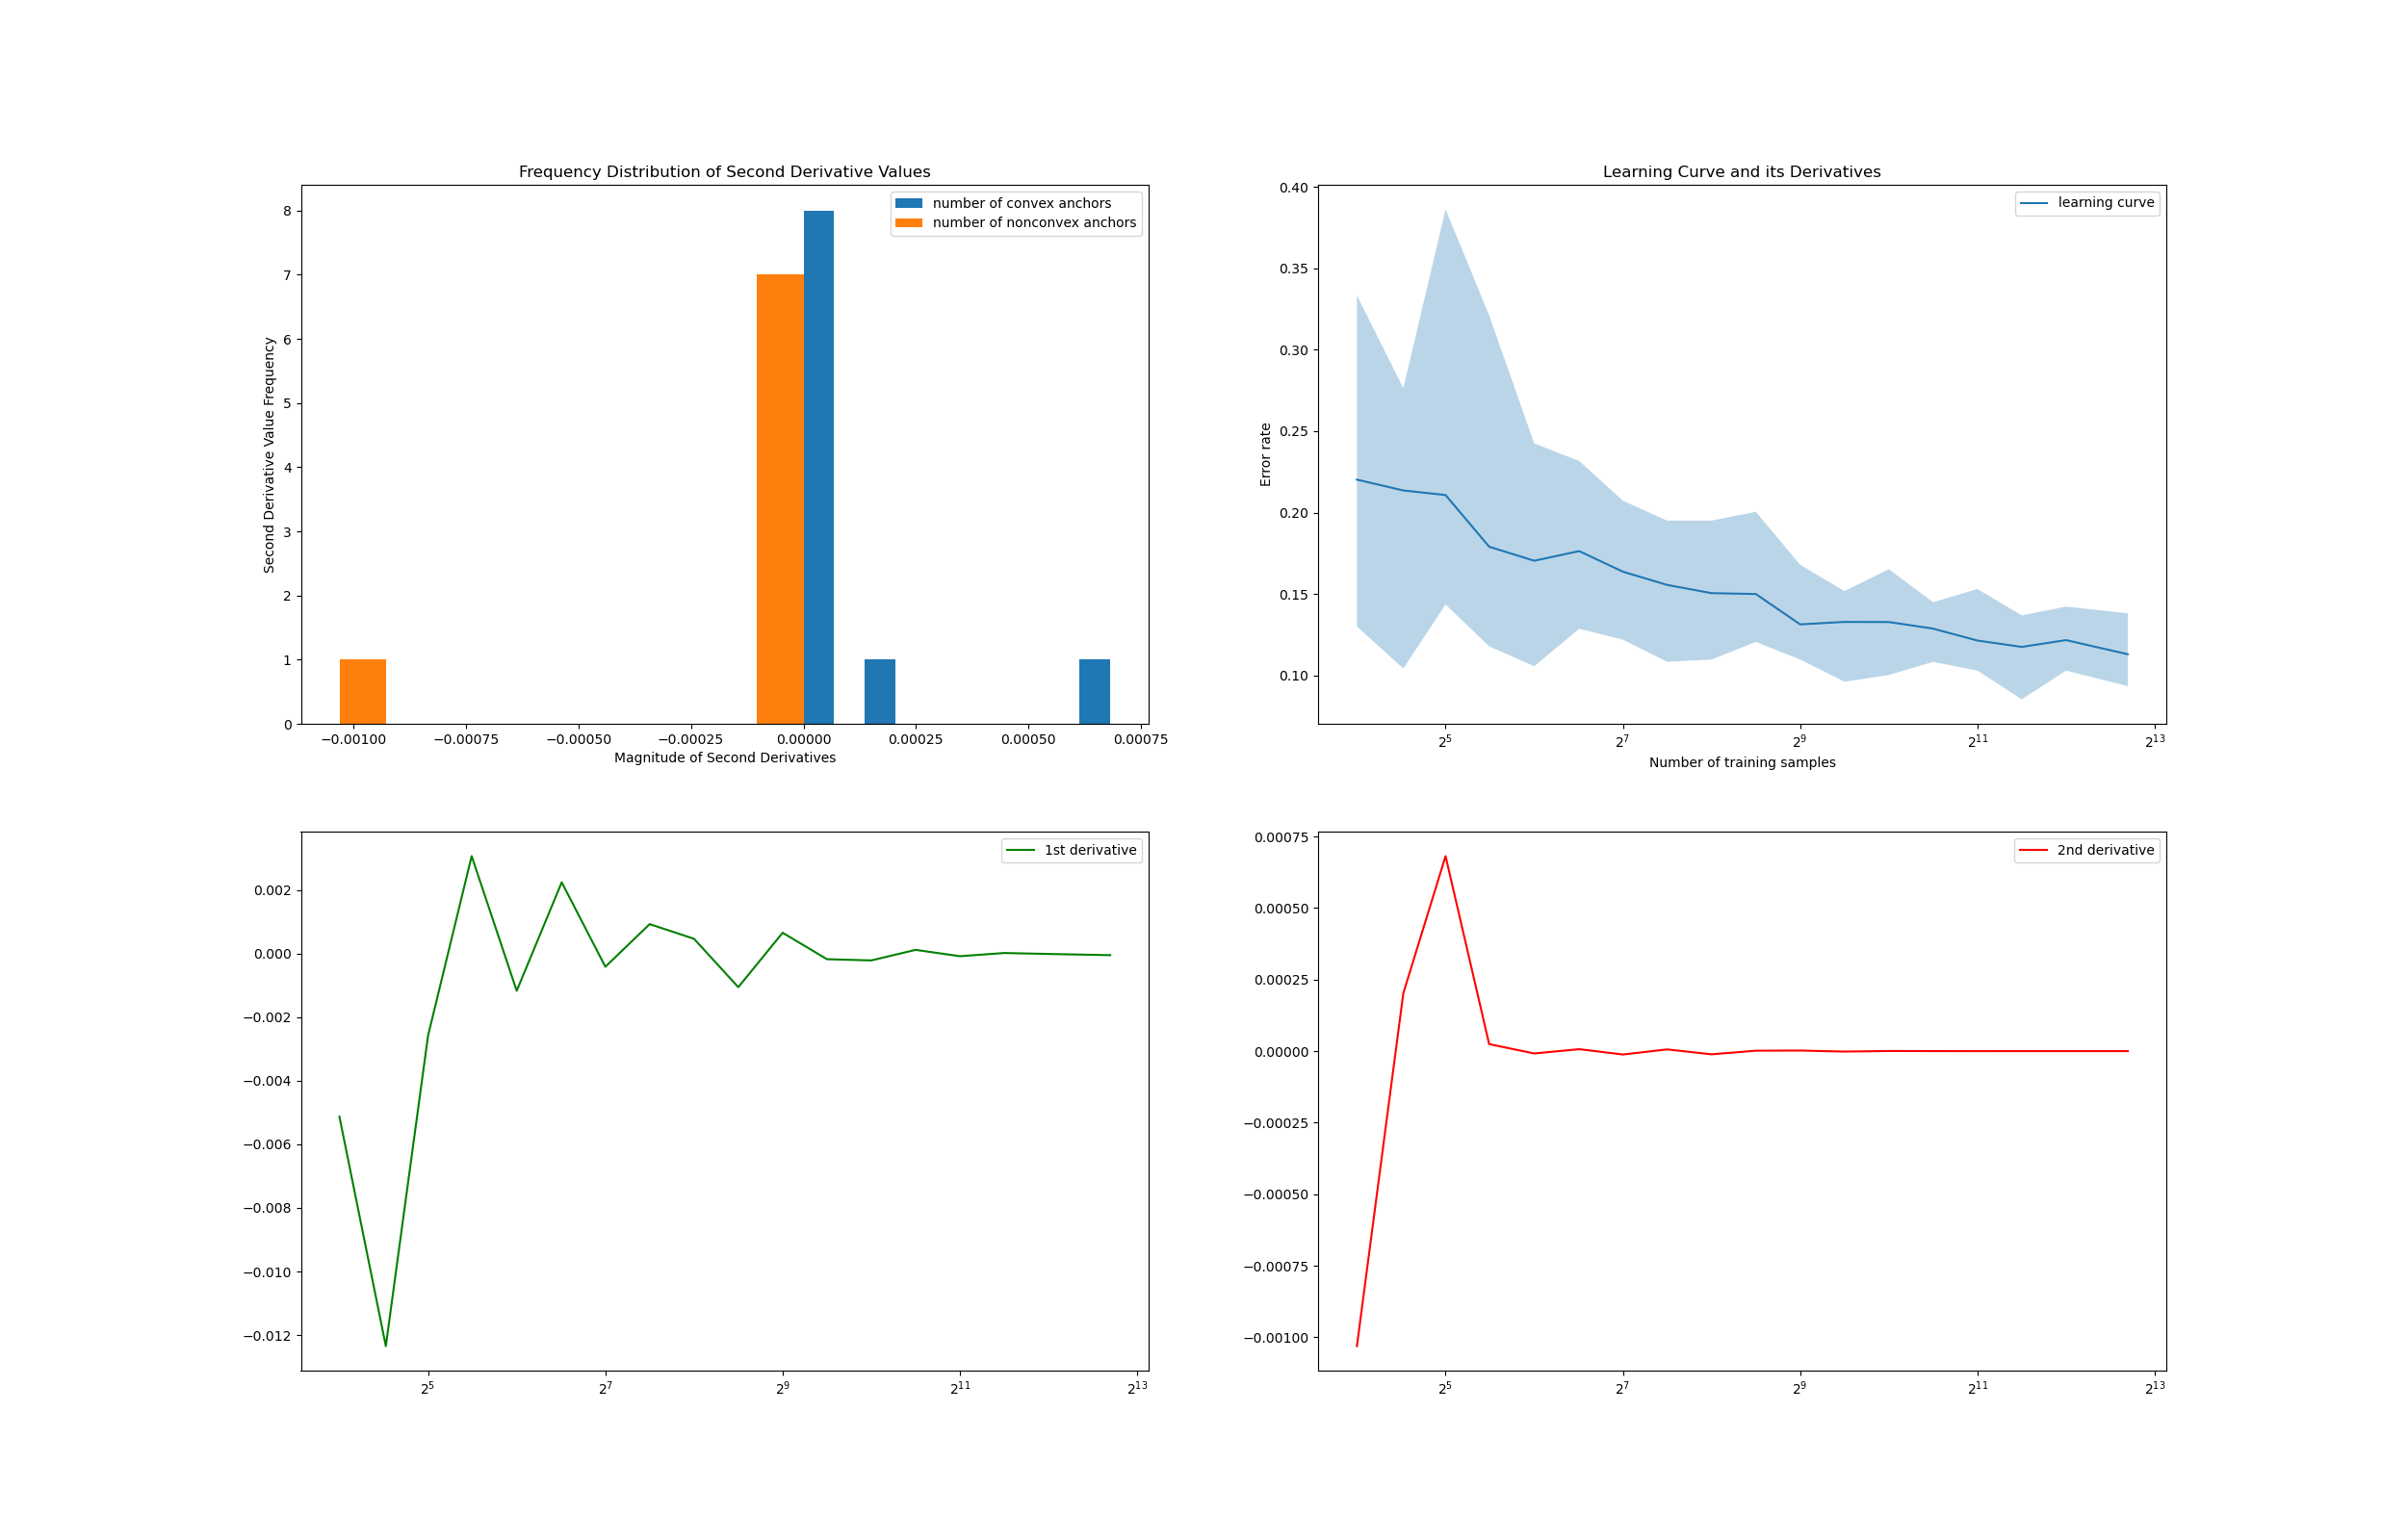 Frequency Distribution of Second Derivative Values
number of convex anchors
number of nonconvex anchors
8
7
6
5
4
3
2
1
0
Second Derivative Value Frequency
−0.00100 −0.00075 −0.00050 −0.00025 0.00000 0.00025 0.00050 0.00075
Magnitude of Second Derivatives
Learning Curve and its Derivatives
learning curve
0.40
0.35
0.30
0.25
0.20
0.15
0.10
Error rate
2^5 2^7 2^9 2^11 2^13
Number of training samples
1st derivative
0.002
0.000
−0.002
−0.004
−0.006
−0.008
−0.010
−0.012
2^5 2^7 2^9 2^11 2^13
2nd derivative
0.00075
0.00050
0.00025
0.00000
−0.00025
−0.00050
−0.00075
−0.00100
2^5 2^7 2^9 2^11 2^13